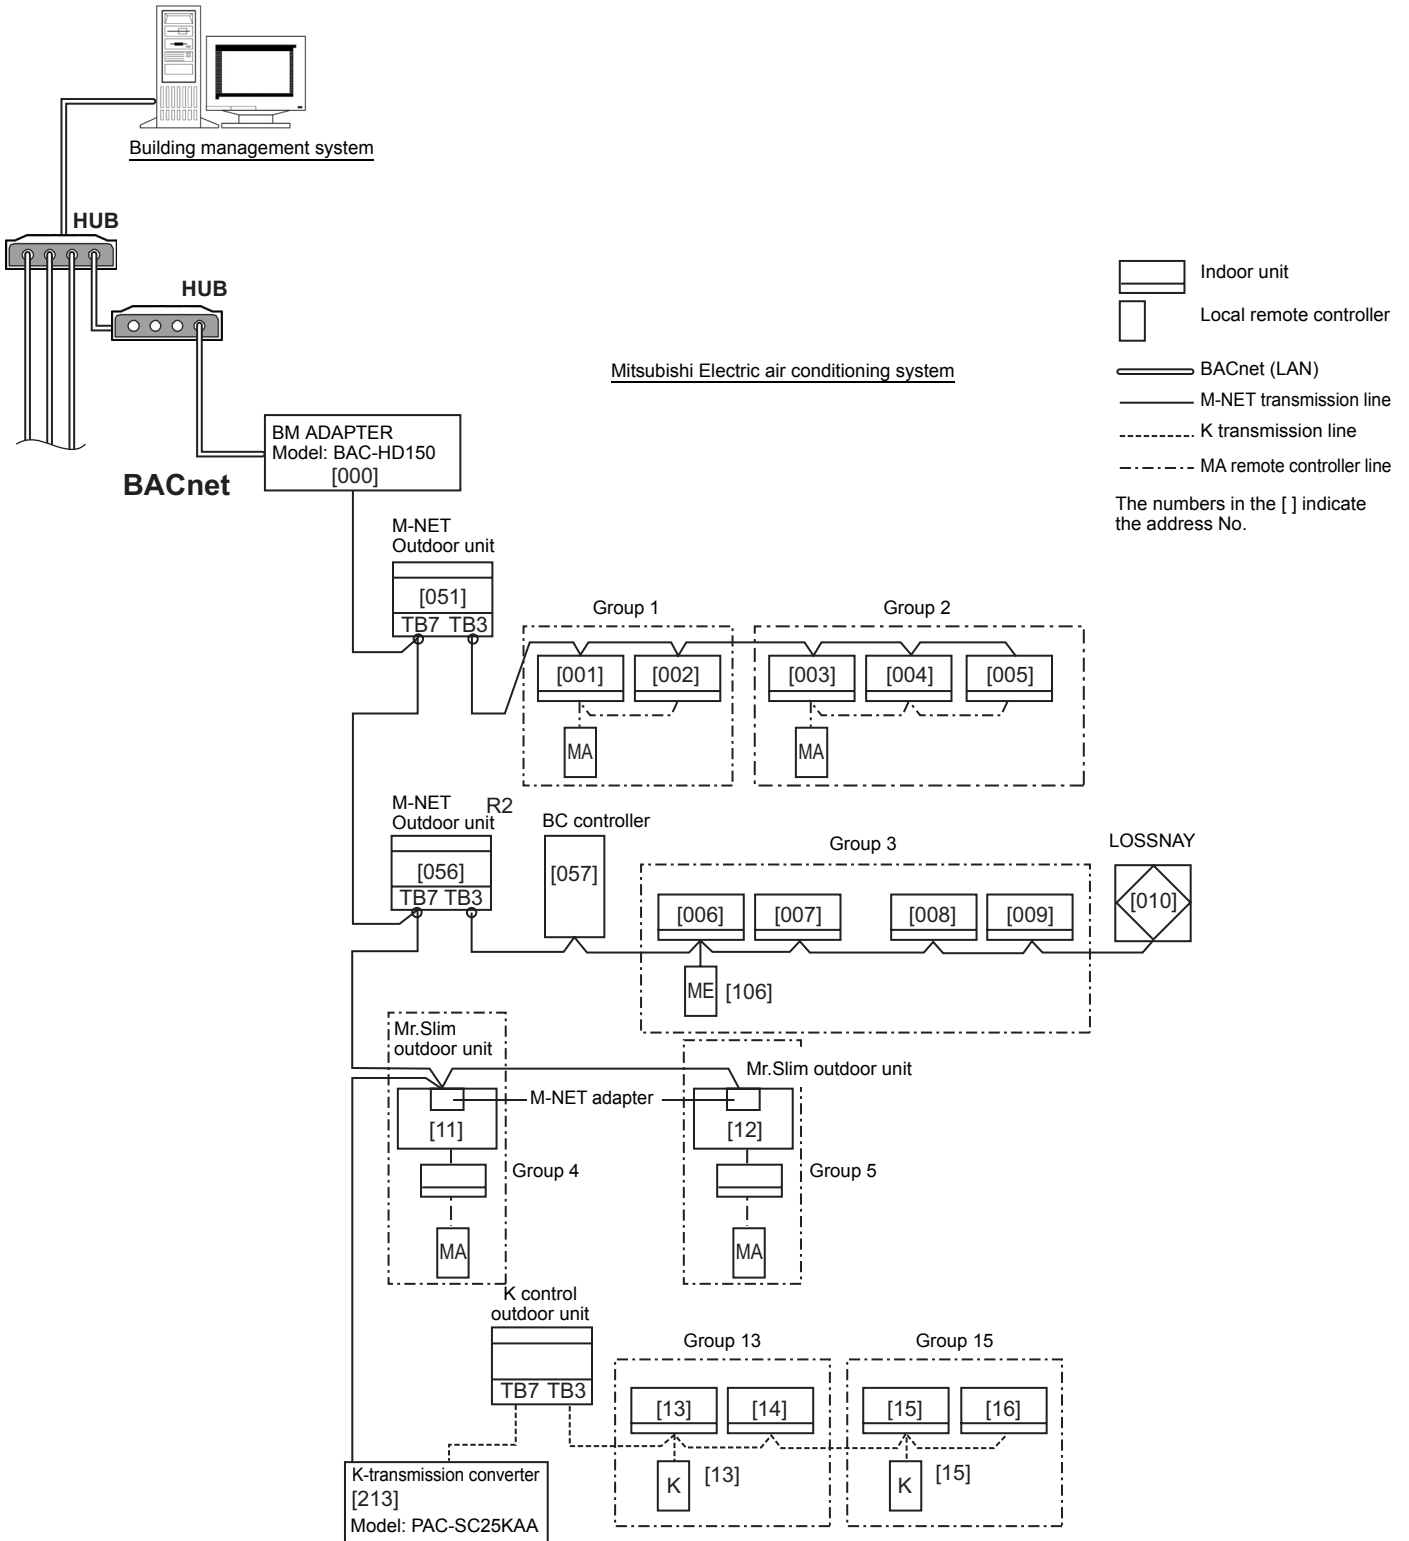 Building management system
HUB
HUB
Indoor unit
Local remote controller
BACnet (LAN)
M-NET transmission line
K transmission line
MA remote controller line
The numbers in the [ ] indicate
the address No.
Mitsubishi Electric air conditioning system
BM ADAPTER
Model: BAC-HD150
[000]
BACnet
M-NET
Outdoor unit
[051]
TB7 TB3
Group 1
[001] [002]
MA
Group 2
[003] [004] [005]
MA
M-NET R2
Outdoor unit
[056]
TB7 TB3
BC controller
[057]
Group 3
[006] [007] [008] [009]
ME [106]
LOSSNAY
[010]
Mr.Slim
outdoor unit
[11]
M-NET adapter
Group 4
MA
Mr.Slim outdoor unit
[12]
Group 5
MA
K control
outdoor unit
TB7 TB3
Group 13
[13] [14]
K [13]
Group 15
[15] [16]
K [15]
K-transmission converter
[213]
Model: PAC-SC25KAA